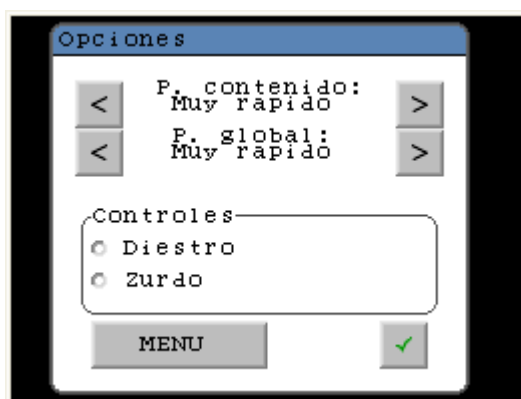 Opciones
P. contenido:
< Muy rapido >
P. global:
< Muy rapido >
Controles
Diestro
Zurdo
MENU